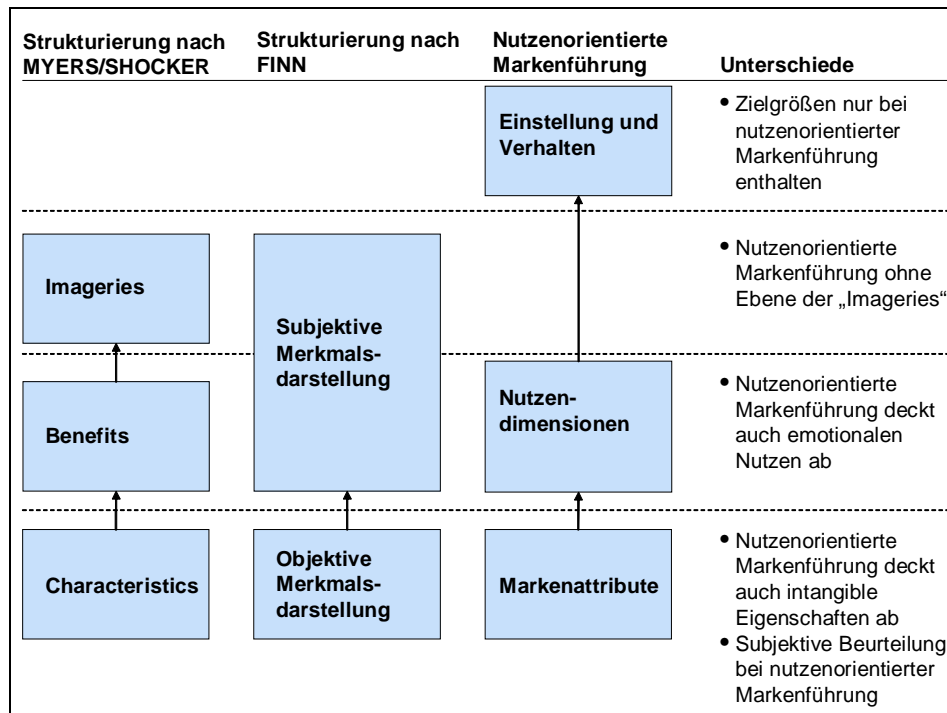 Strukturierung nach
MYERS/SHOCKER
Strukturierung nach
FINN
Nutzenorientierte
Markenführung
Unterschiede
Einstellung und
Verhalten
• Zielgrößen nur bei
nutzenorientierter
Markenführung
enthalten
Imageries
Subjektive
Merkmals-
darstellung
• Nutzenorientierte
Markenführung ohne
Ebene der „Imageries“
Benefits
Nutzen-
dimensionen
• Nutzenorientierte
Markenführung deckt
auch emotionalen
Nutzen ab
Characteristics
Objektive
Merkmals-
darstellung
Markenattribute
• Nutzenorientierte
Markenführung deckt
auch intangible
Eigenschaften ab
• Subjektive Beurteilung
bei nutzenorientierter
Markenführung